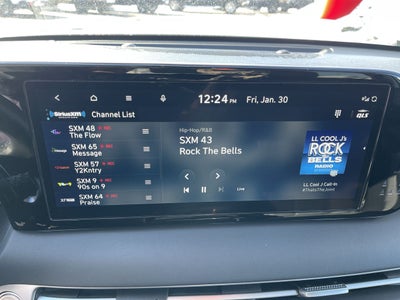 12:24 PM
Fri, Jan. 30
SiriusXM
Channel List
QLS
SXM 48
The Flow
SXM 65
Message
SXM 57
Y2Kntry
SXM 9
90s on 9
SXM 64
Praise
Hip-Hop/R&B
SXM 43
Rock The Bells
Live
LL COOL J's
ROCK
THE
BELLS
RADIO
LL Cool J Call-In
#ThatsTheJoint